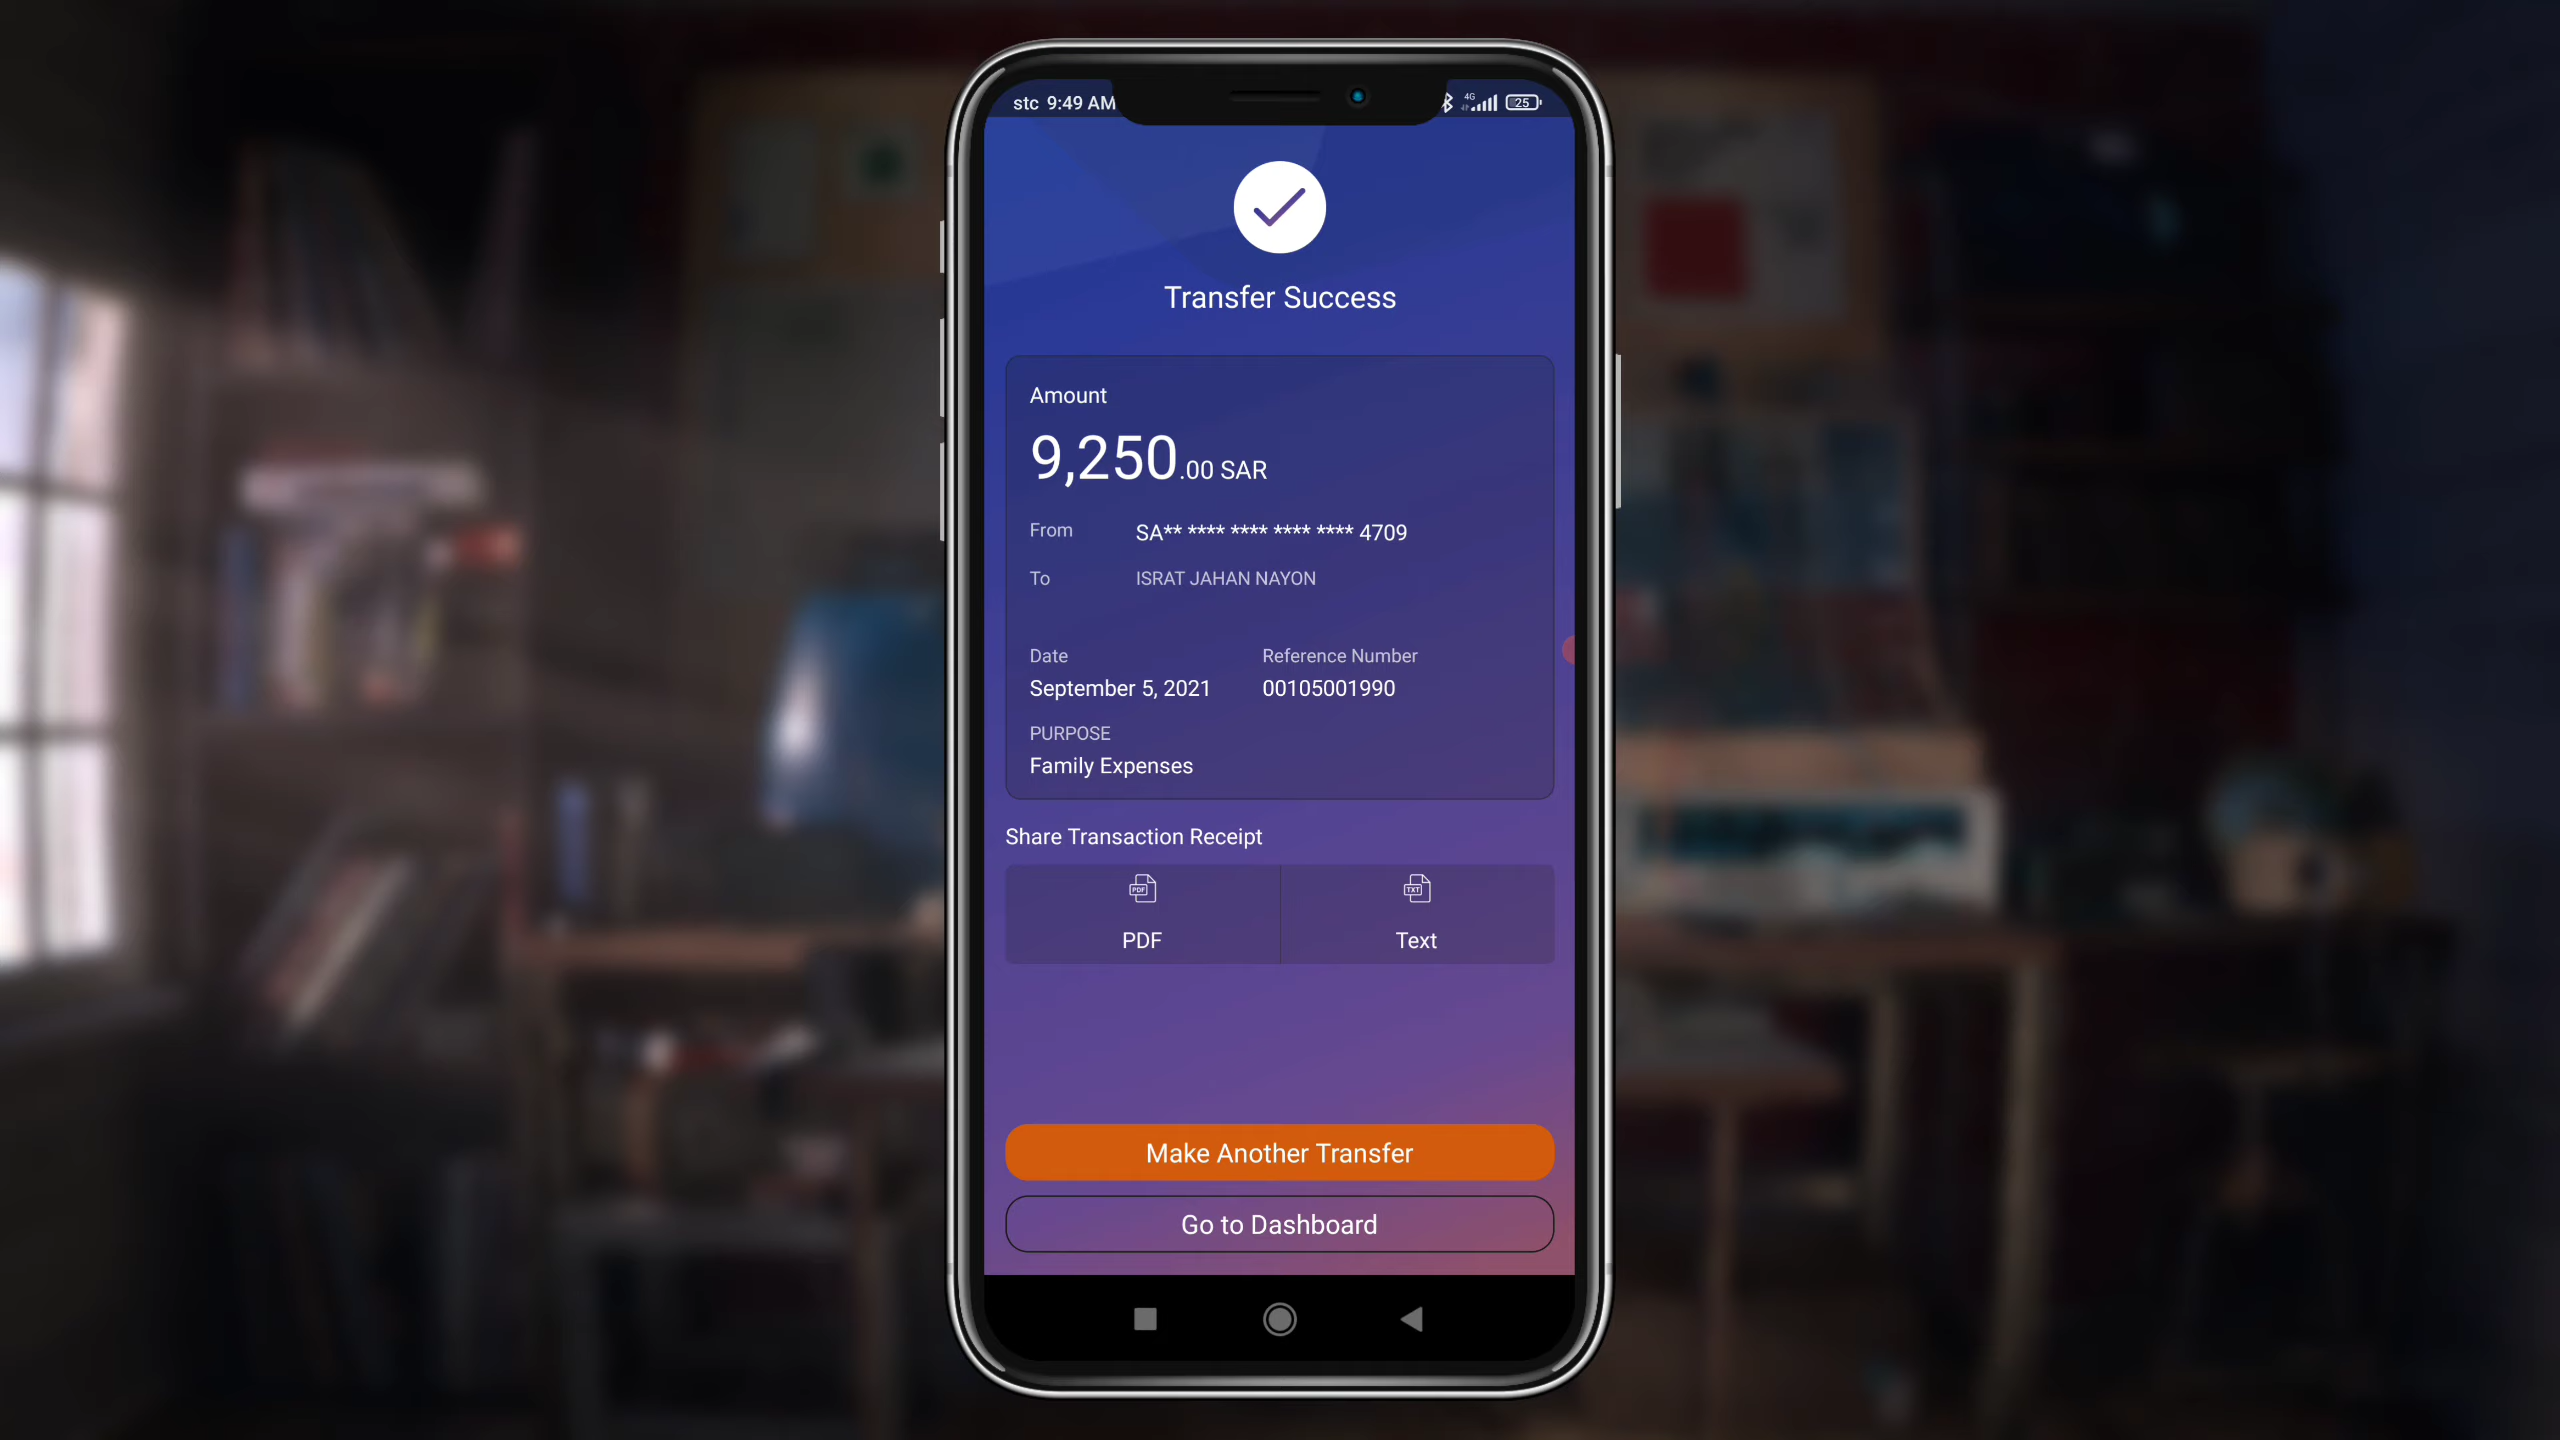 stc 9:49 AM
4G
25
Transfer Success
Amount
9,250.00 SAR
From SA** **** **** **** **** 4709
To ISRAT JAHAN NAYON
Date Reference Number
September 5, 2021 00105001990
PURPOSE
Family Expenses
Share Transaction Receipt
PDF TXT
PDF Text
Make Another Transfer
Go to Dashboard